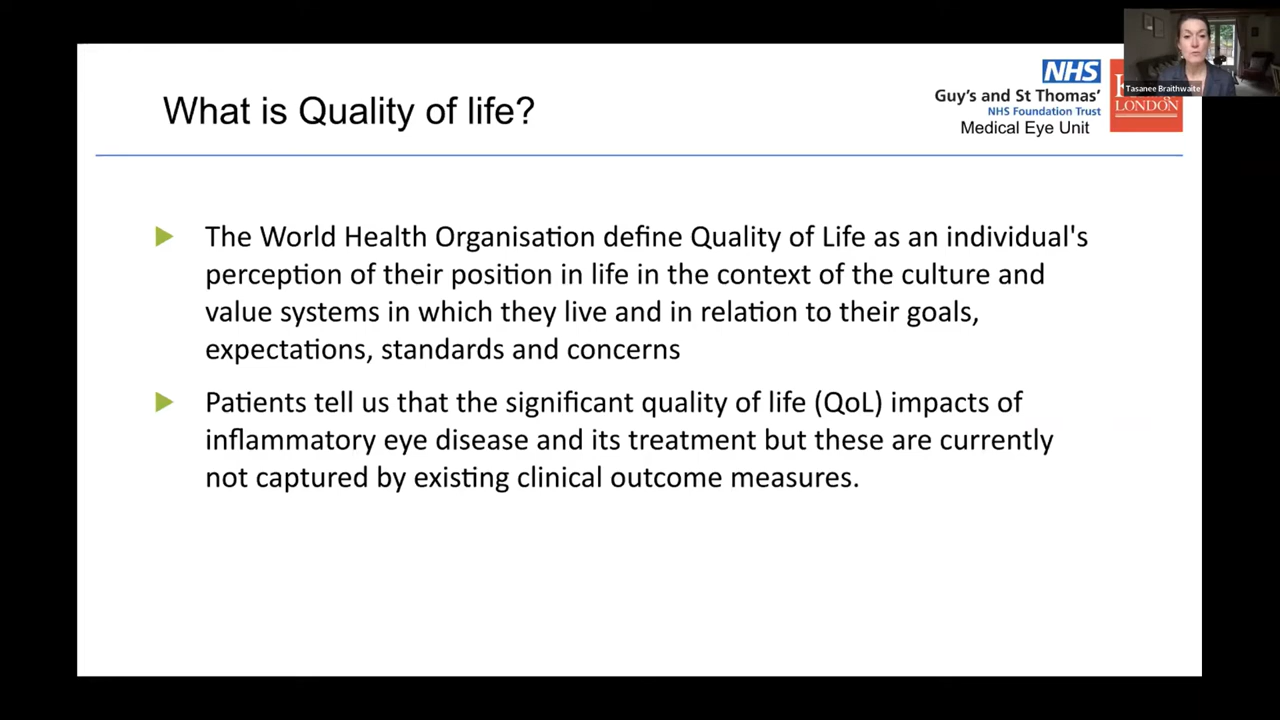 What is Quality of life?
NHS
Guy's and St Thomas'
NHS Foundation Trust
Medical Eye Unit
LONDON
Tasanee Braithwaite
The World Health Organisation define Quality of Life as an individual's
perception of their position in life in the context of the culture and
value systems in which they live and in relation to their goals,
expectations, standards and concerns
Patients tell us that the significant quality of life (QoL) impacts of
inflammatory eye disease and its treatment but these are currently
not captured by existing clinical outcome measures.